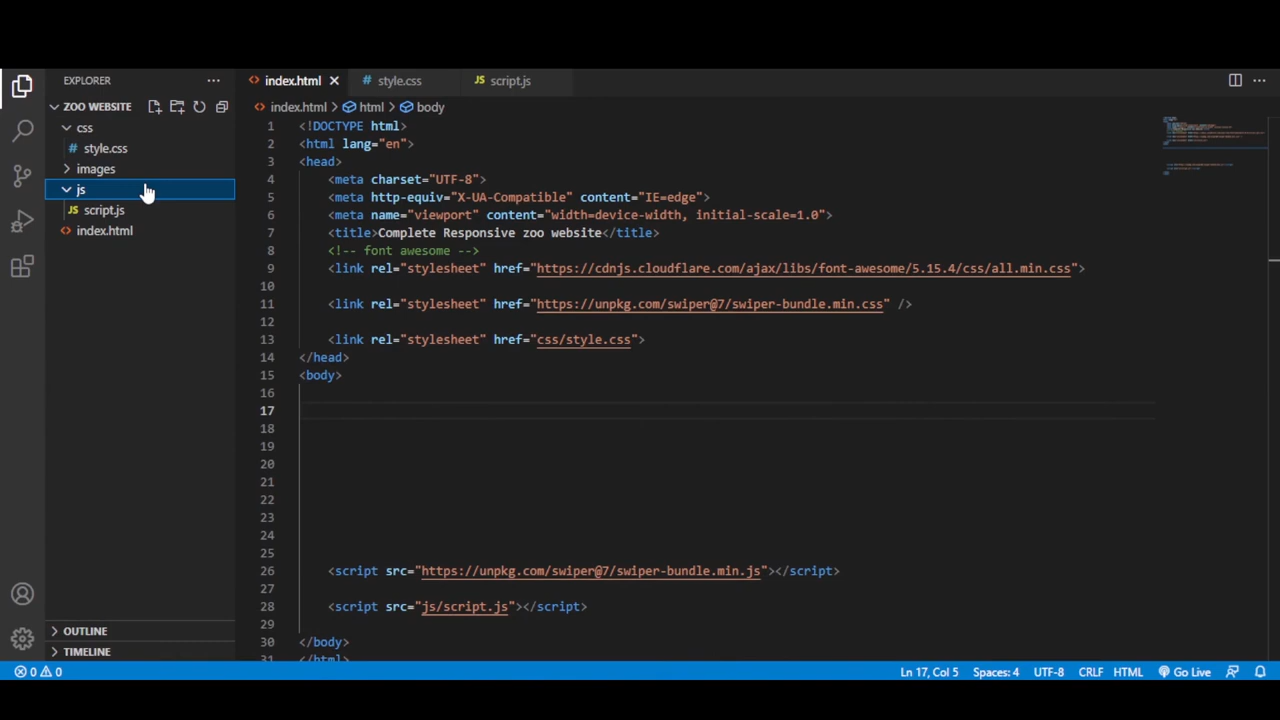 EXPLORER
ZOO WEBSITE
css
style.css
images
js
JS script.js
index.html
OUTLINE
TIMELINE
index.html
style.css
JS script.js
index.html > html > body
1 <!DOCTYPE html>
2 <html lang="en">
3 <head>
4 <meta charset="UTF-8">
5 <meta http-equiv="X-UA-Compatible" content="IE=edge">
6 <meta name="viewport" content="width=device-width, initial-scale=1.0">
7 <title>Complete Responsive zoo website</title>
8 <!-- font awesome -->
9 <link rel="stylesheet" href="https://cdnjs.cloudflare.com/ajax/libs/font-awesome/5.15.4/css/all.min.css">
10
11 <link rel="stylesheet" href="https://unpkg.com/swiper@7/swiper-bundle.min.css" />
12
13 <link rel="stylesheet" href="css/style.css">
14 </head>
15 <body>
16
17
18
19
20
21
22
23
24
25
26 <script src="https://unpkg.com/swiper@7/swiper-bundle.min.js"></script>
27
28 <script src="js/script.js"></script>
29
30 </body>
31 </html>
0 0
Ln 17, Col 5
Spaces: 4
UTF-8
CRLF
HTML
Go Live